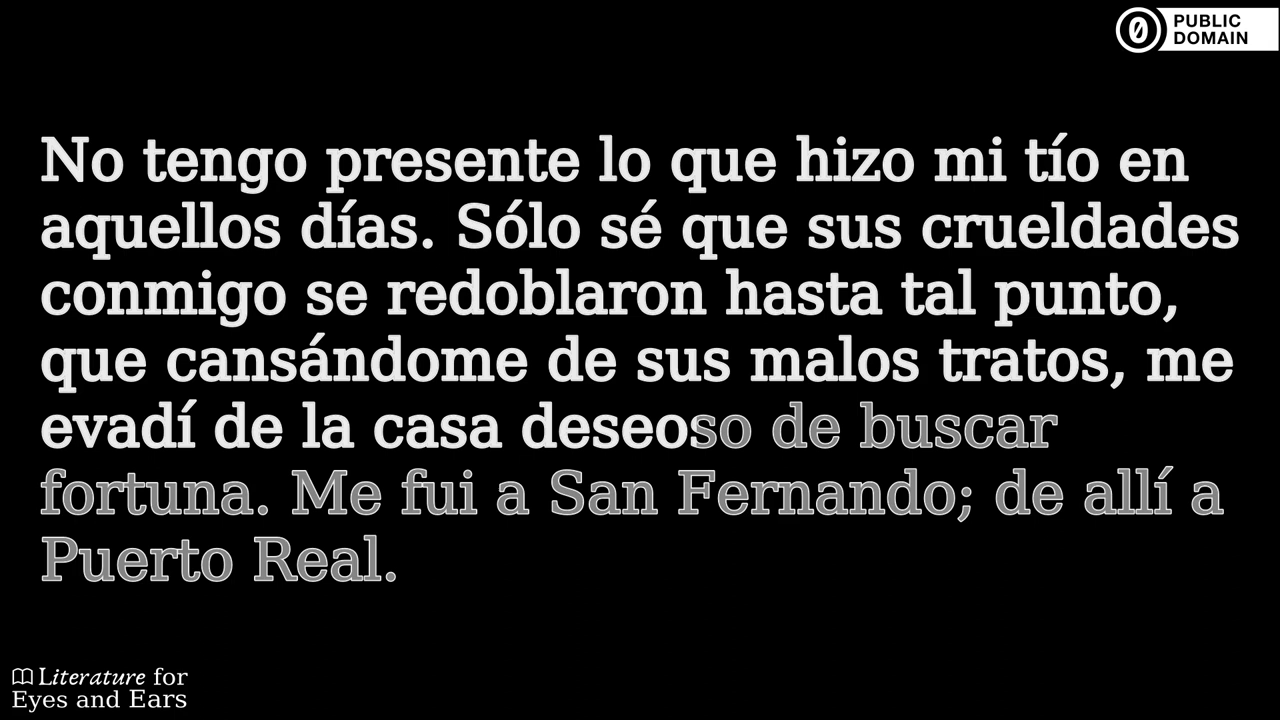 PUBLIC
DOMAIN
No tengo presente lo que hizo mi tío en
aquellos días. Sólo sé que sus crueldades
conmigo se redoblaron hasta tal punto,
que cansándome de sus malos tratos, me
evadí de la casa deseoso de buscar
fortuna. Me fui a San Fernando; de allí a
Puerto Real.
Literature for
Eyes and Ears